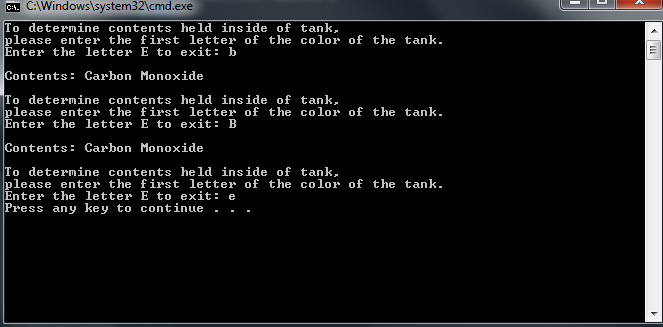 C:\Windows\system32\cmd.exe
To determine contents held inside of tank,
please enter the first letter of the color of the tank.
Enter the letter E to exit: b
Contents: Carbon Monoxide
To determine contents held inside of tank,
please enter the first letter of the color of the tank.
Enter the letter E to exit: B
Contents: Carbon Monoxide
To determine contents held inside of tank,
please enter the first letter of the color of the tank.
Enter the letter E to exit: e
Press any key to continue . . .